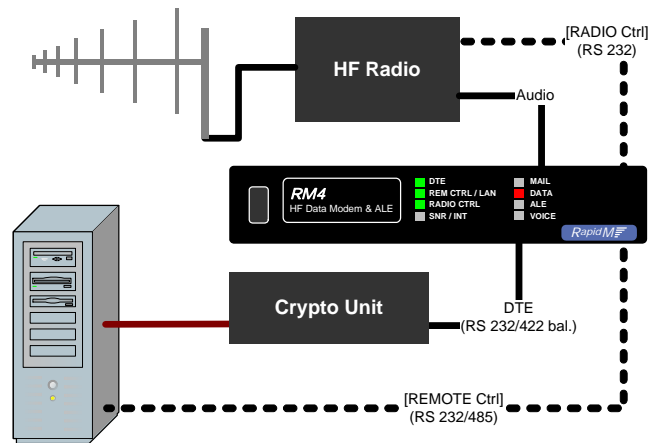 [RADIO Ctrl]
(RS 232)
HF Radio
Audio
RM4
HF Data Modem & ALE
DTE
REM CTRL / LAN
RADIO CTRL
SNR / INT
MAIL
DATA
ALE
VOICE
RapidM
Crypto Unit
DTE
(RS 232/422 bal.)
[REMOTE Ctrl]
(RS 232/485)